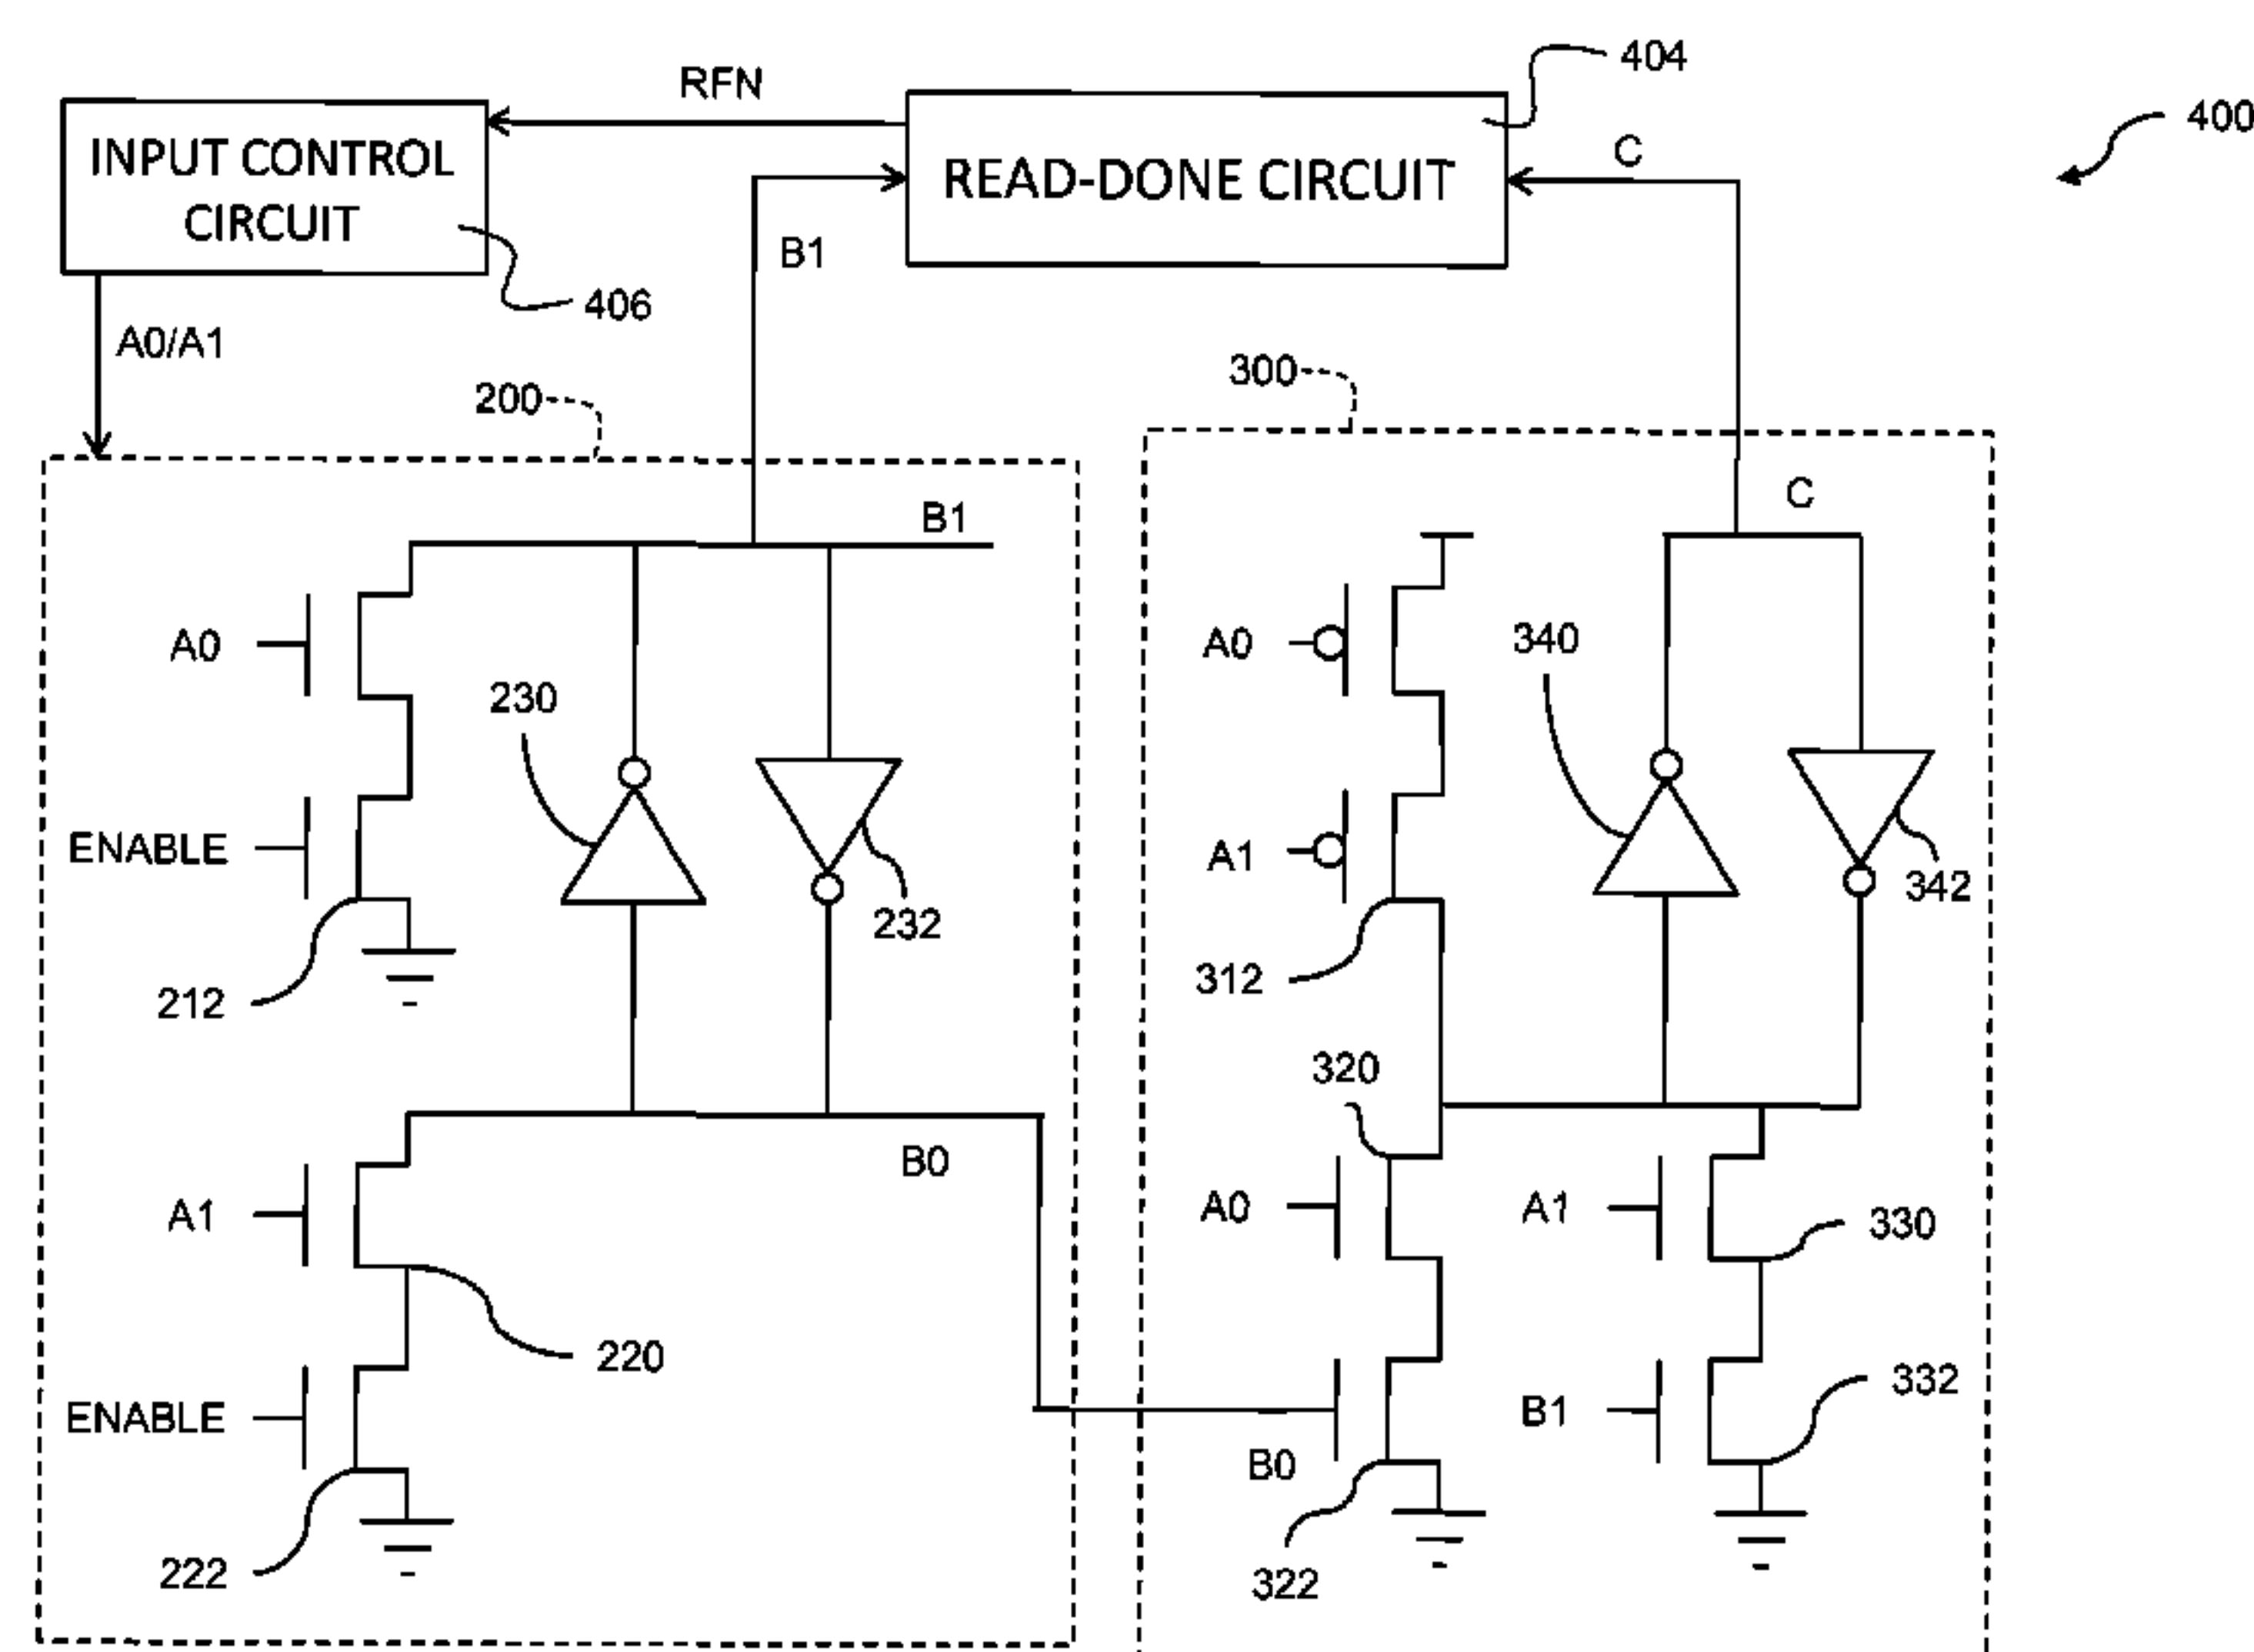 404
RFN
400
INPUT CONTROL
CIRCUIT
READ-DONE CIRCUIT
C
B1
406
A0/A1
300
200
C
B1
A0
A0
340
230
ENABLE
A1
342
232
312
212
320
B0
A1
A0
A1
330
220
332
ENABLE
B1
B0
222
322